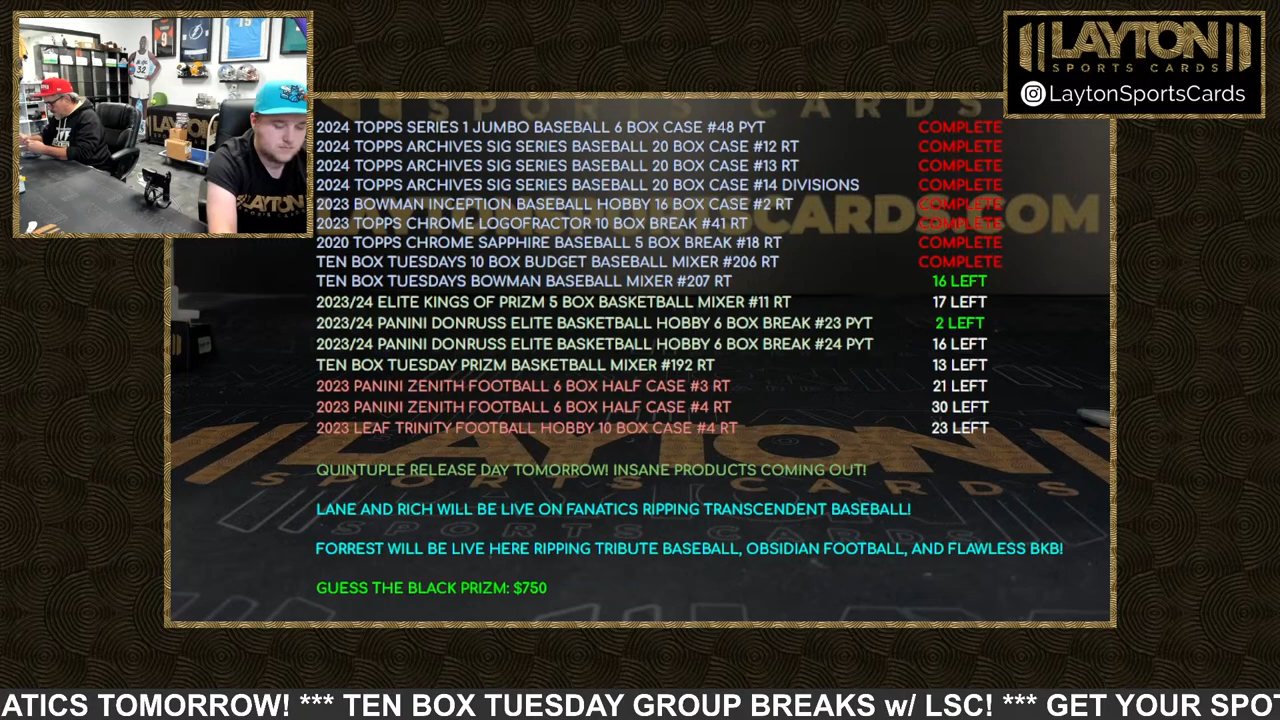 LAYTON
SPORTS CARDS
LaytonSportsCards
SPORTS CARDS
2024 TOPPS SERIES 1 JUMBO BASEBALL 6 BOX CASE #48 PYT COMPLETE
2024 TOPPS ARCHIVES SIG SERIES BASEBALL 20 BOX CASE #12 RT COMPLETE
2024 TOPPS ARCHIVES SIG SERIES BASEBALL 20 BOX CASE #13 RT COMPLETE
2024 TOPPS ARCHIVES SIG SERIES BASEBALL 20 BOX CASE #14 DIVISIONS COMPLETE
2023 BOWMAN INCEPTION BASEBALL HOBBY 16 BOX CASE #2 RT COMPLETE
CARDS.COM
2023 TOPPS CHROME LOGOFRACTOR 10 BOX BREAK #41 RT COMPLETE
2020 TOPPS CHROME SAPPHIRE BASEBALL 5 BOX BREAK #18 RT COMPLETE
TEN BOX TUESDAYS 10 BOX BUDGET BASEBALL MIXER #206 RT COMPLETE
TEN BOX TUESDAYS BOWMAN BASEBALL MIXER #207 RT 16 LEFT
2023/24 ELITE KINGS OF PRIZM 5 BOX BASKETBALL MIXER #11 RT 17 LEFT
2023/24 PANINI DONRUSS ELITE BASKETBALL HOBBY 6 BOX BREAK #23 PYT 2 LEFT
2023/24 PANINI DONRUSS ELITE BASKETBALL HOBBY 6 BOX BREAK #24 PYT 16 LEFT
TEN BOX TUESDAY PRIZM BASKETBALL MIXER #192 RT 13 LEFT
2023 PANINI ZENITH FOOTBALL 6 BOX HALF CASE #3 RT 21 LEFT
2023 PANINI ZENITH FOOTBALL 6 BOX HALF CASE #4 RT 30 LEFT
2023 LEAF TRINITY FOOTBALL HOBBY 10 BOX CASE #4 RT 23 LEFT
LAYTON
QUINTUPLE RELEASE DAY TOMORROW! INSANE PRODUCTS COMING OUT!
SPORTS CARDS
LANE AND RICH WILL BE LIVE ON FANATICS RIPPING TRANSCENDENT BASEBALL!
SPORTS CARDS
FORREST WILL BE LIVE HERE RIPPING TRIBUTE BASEBALL, OBSIDIAN FOOTBALL, AND FLAWLESS BKB!
GUESS THE BLACK PRIZM: $750
ATICS TOMORROW! *** TEN BOX TUESDAY GROUP BREAKS w/ LSC! *** GET YOUR SPO